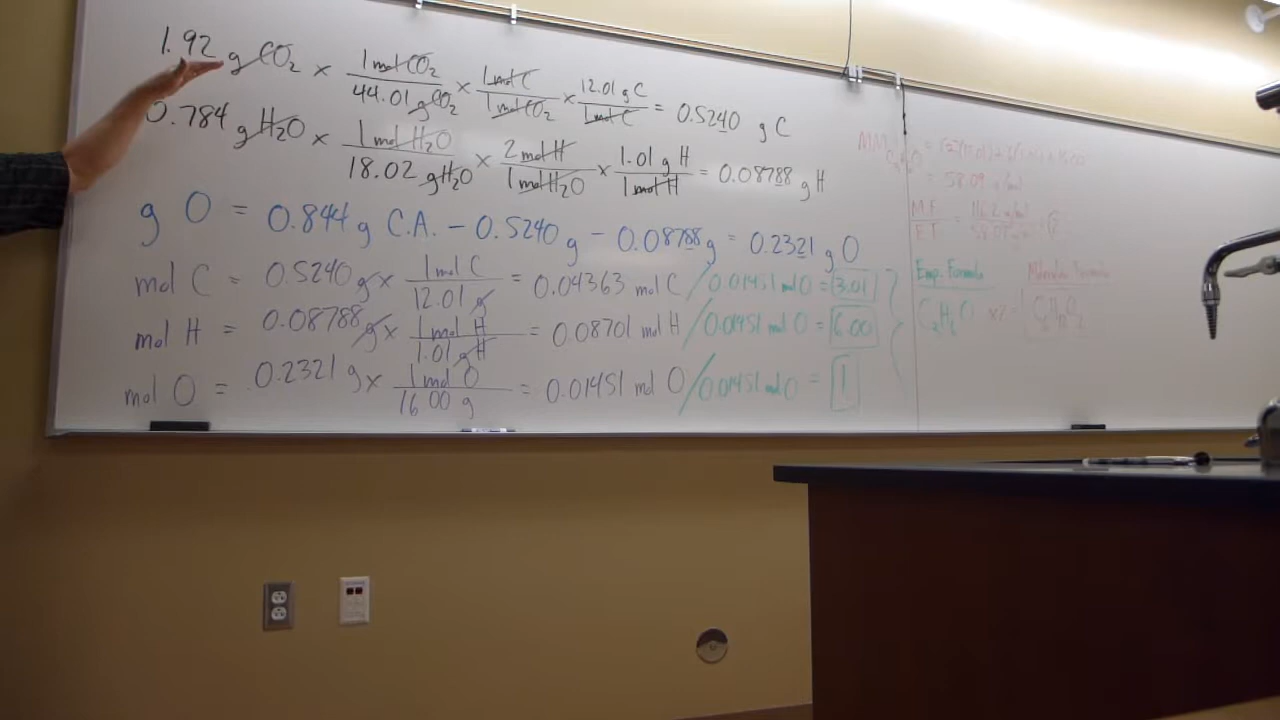 1.92 g CO₂ × 1 mol CO₂ / 44.01 g CO₂ × 1 mol C / 1 mol CO₂ × 12.01 g C / 1 mol C = 0.5240 g C
0.784 g H₂O × 1 mol H₂O / 18.02 g H₂O × 2 mol H / 1 mol H₂O × 1.01 g H / 1 mol H = 0.08788 g H
g O = 0.844 g C.A. − 0.5240 g − 0.08788 g = 0.2321 g O
mol C = 0.5240 g × 1 mol C / 12.01 g = 0.04363 mol C / 0.01451 mol O = 3.01
mol H = 0.08788 g × 1 mol H / 1.01 g H = 0.08701 mol H / 0.01451 mol O = 6.00
mol O = 0.2321 g × 1 mol O / 16.00 g = 0.01451 mol O / 0.01451 mol O = 1
= 58.09 g/mol
Emp. Formula
Molecular Formula
×2 =